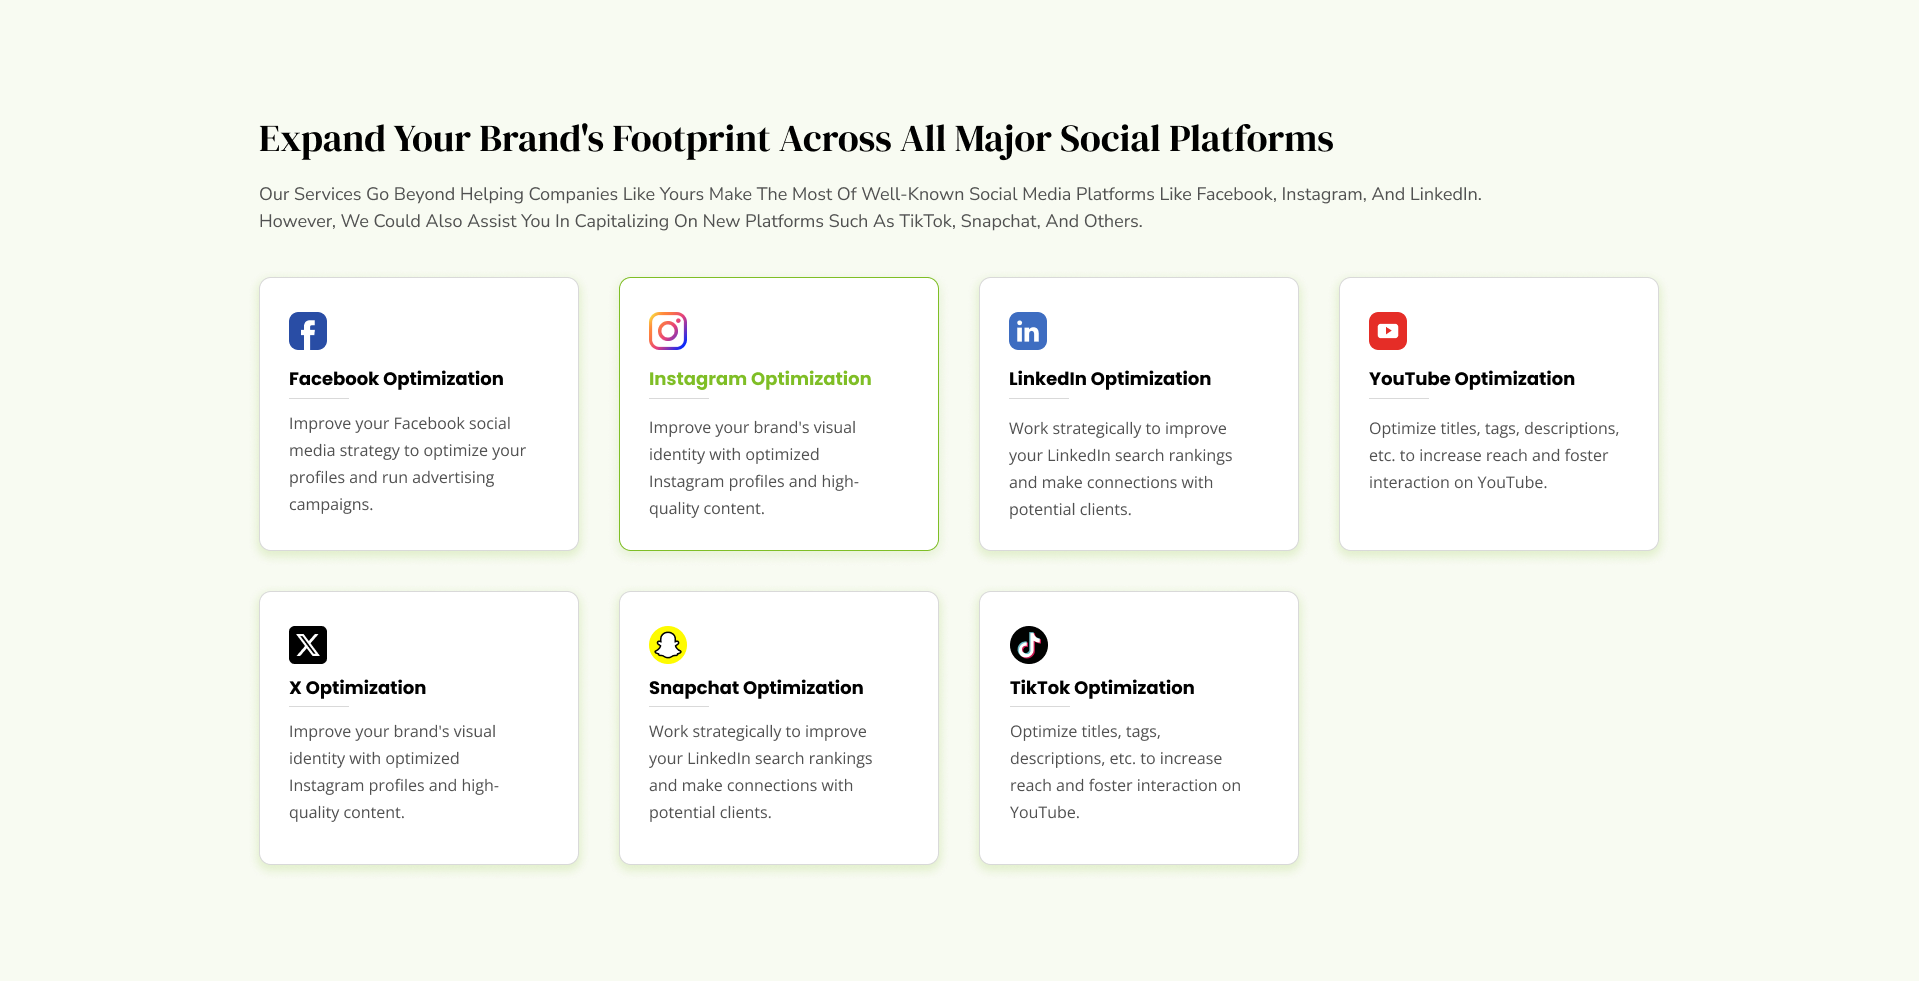 Expand Your Brand's Footprint Across All Major Social Platforms
Our Services Go Beyond Helping Companies Like Yours Make The Most Of Well-Known Social Media Platforms Like Facebook, Instagram, And LinkedIn.
However, We Could Also Assist You In Capitalizing On New Platforms Such As TikTok, Snapchat, And Others.
Facebook Optimization
Improve your Facebook social
media strategy to optimize your
profiles and run advertising
campaigns.
Instagram Optimization
Improve your brand's visual
identity with optimized
Instagram profiles and high-
quality content.
in
LinkedIn Optimization
Work strategically to improve
your LinkedIn search rankings
and make connections with
potential clients.
YouTube Optimization
Optimize titles, tags, descriptions,
etc. to increase reach and foster
interaction on YouTube.
X Optimization
Improve your brand's visual
identity with optimized
Instagram profiles and high-
quality content.
Snapchat Optimization
Work strategically to improve
your LinkedIn search rankings
and make connections with
potential clients.
TikTok Optimization
Optimize titles, tags,
descriptions, etc. to increase
reach and foster interaction on
YouTube.